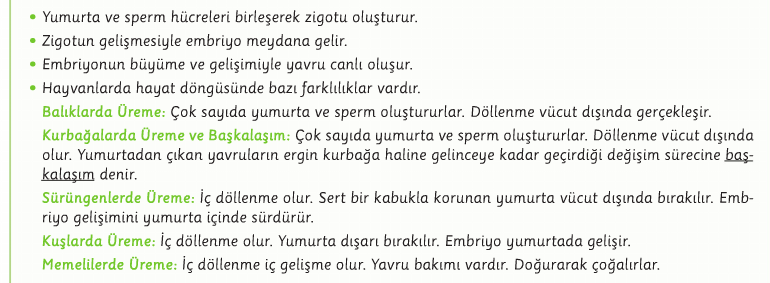 • Yumurta ve sperm hücreleri birleşerek zigotu oluşturur.
• Zigotun gelişmesiyle embriyo meydana gelir.
• Embriyonun büyüme ve gelişimiyle yavru canlı oluşur.
• Hayvanlarda hayat döngüsünde bazı farklılıklar vardır.
Balıklarda Üreme: Çok sayıda yumurta ve sperm oluştururlar. Döllenme vücut dışında gerçekleşir.
Kurbağalarda Üreme ve Başkalaşım: Çok sayıda yumurta ve sperm oluştururlar. Döllenme vücut dışında
olur. Yumurtadan çıkan yavruların ergin kurbağa haline gelinceye kadar geçirdiği değişim sürecine baş-
kalaşım denir.
Sürüngenlerde Üreme: İç döllenme olur. Sert bir kabukla korunan yumurta vücut dışında bırakılır. Emb-
riyo gelişimini yumurta içinde sürdürür.
Kuşlarda Üreme: İç döllenme olur. Yumurta dışarı bırakılır. Embriyo yumurtada gelişir.
Memelilerde Üreme: İç döllenme iç gelişme olur. Yavru bakımı vardır. Doğurarak çoğalırlar.